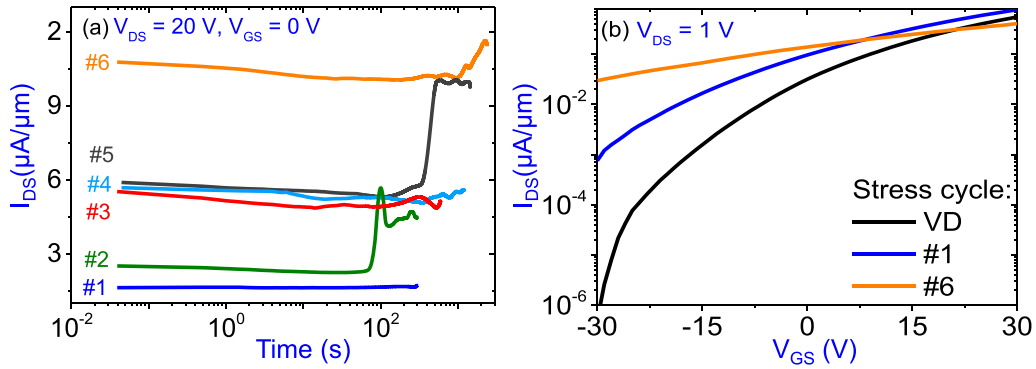 (a) V_DS = 20 V, V_GS = 0 V
I_DS(µA/µm)
12
9
6
3
#6
#5
#4
#3
#2
#1
10^-2
10^0
10^2
Time (s)
(b) V_DS = 1 V
I_DS(µA/µm)
10^-2
10^-4
10^-6
Stress cycle:
VD
#1
#6
-30
-15
0
15
30
V_GS (V)